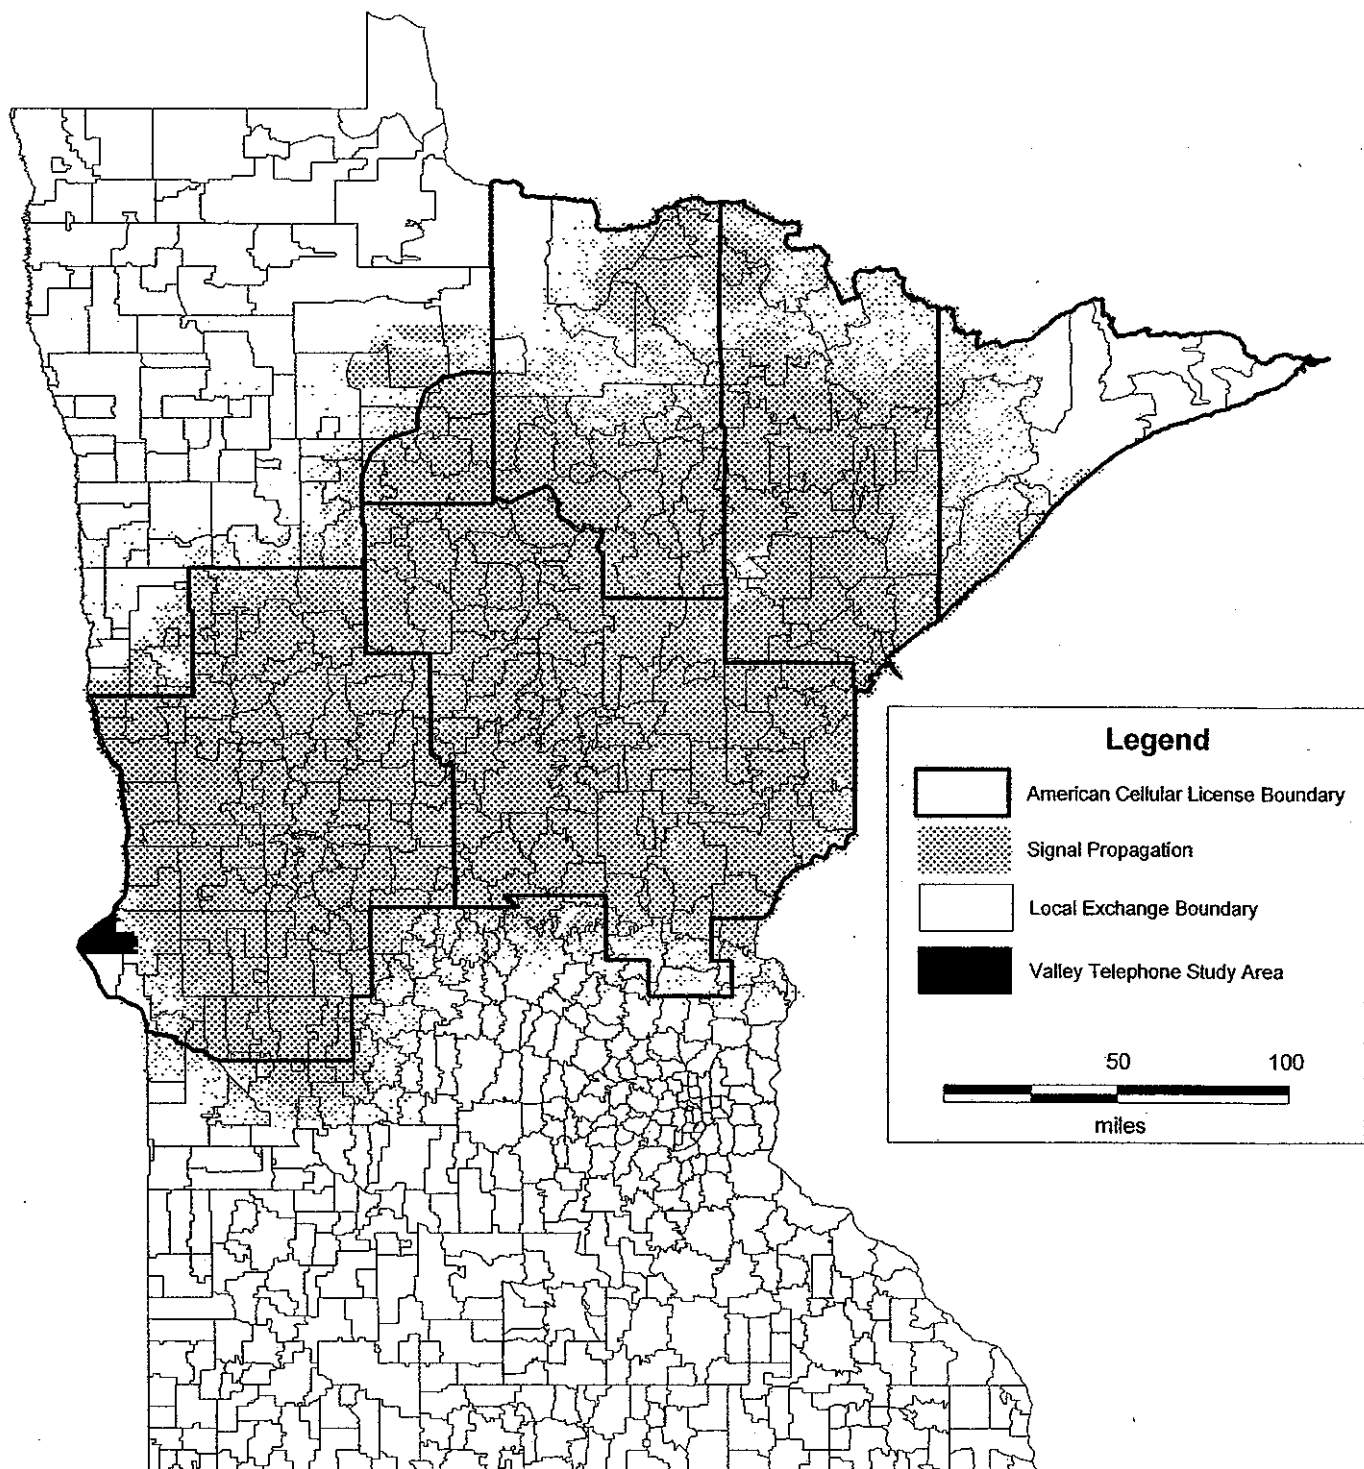 Legend
American Cellular License Boundary
Signal Propagation
Local Exchange Boundary
Valley Telephone Study Area
50 100
miles